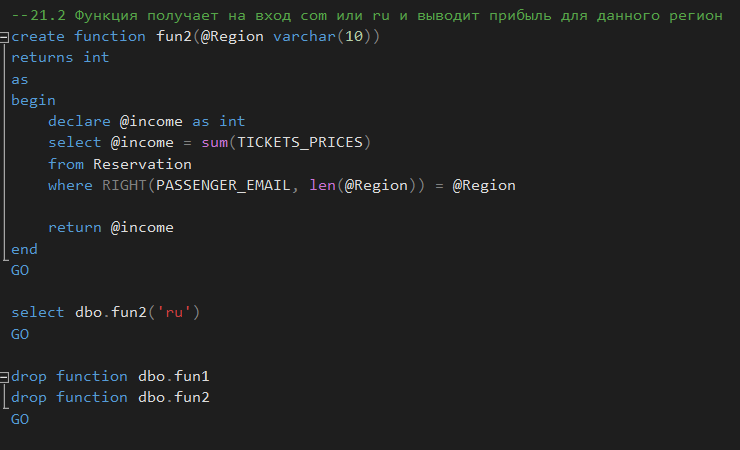 --21.2 Функция получает на вход com или ru и выводит прибыль для данного регион
create function fun2(@Region varchar(10))
returns int
as
begin
    declare @income as int
    select @income = sum(TICKETS_PRICES)
    from Reservation
    where RIGHT(PASSENGER_EMAIL, len(@Region)) = @Region

    return @income
end
GO

select dbo.fun2('ru')
GO

drop function dbo.fun1
drop function dbo.fun2
GO